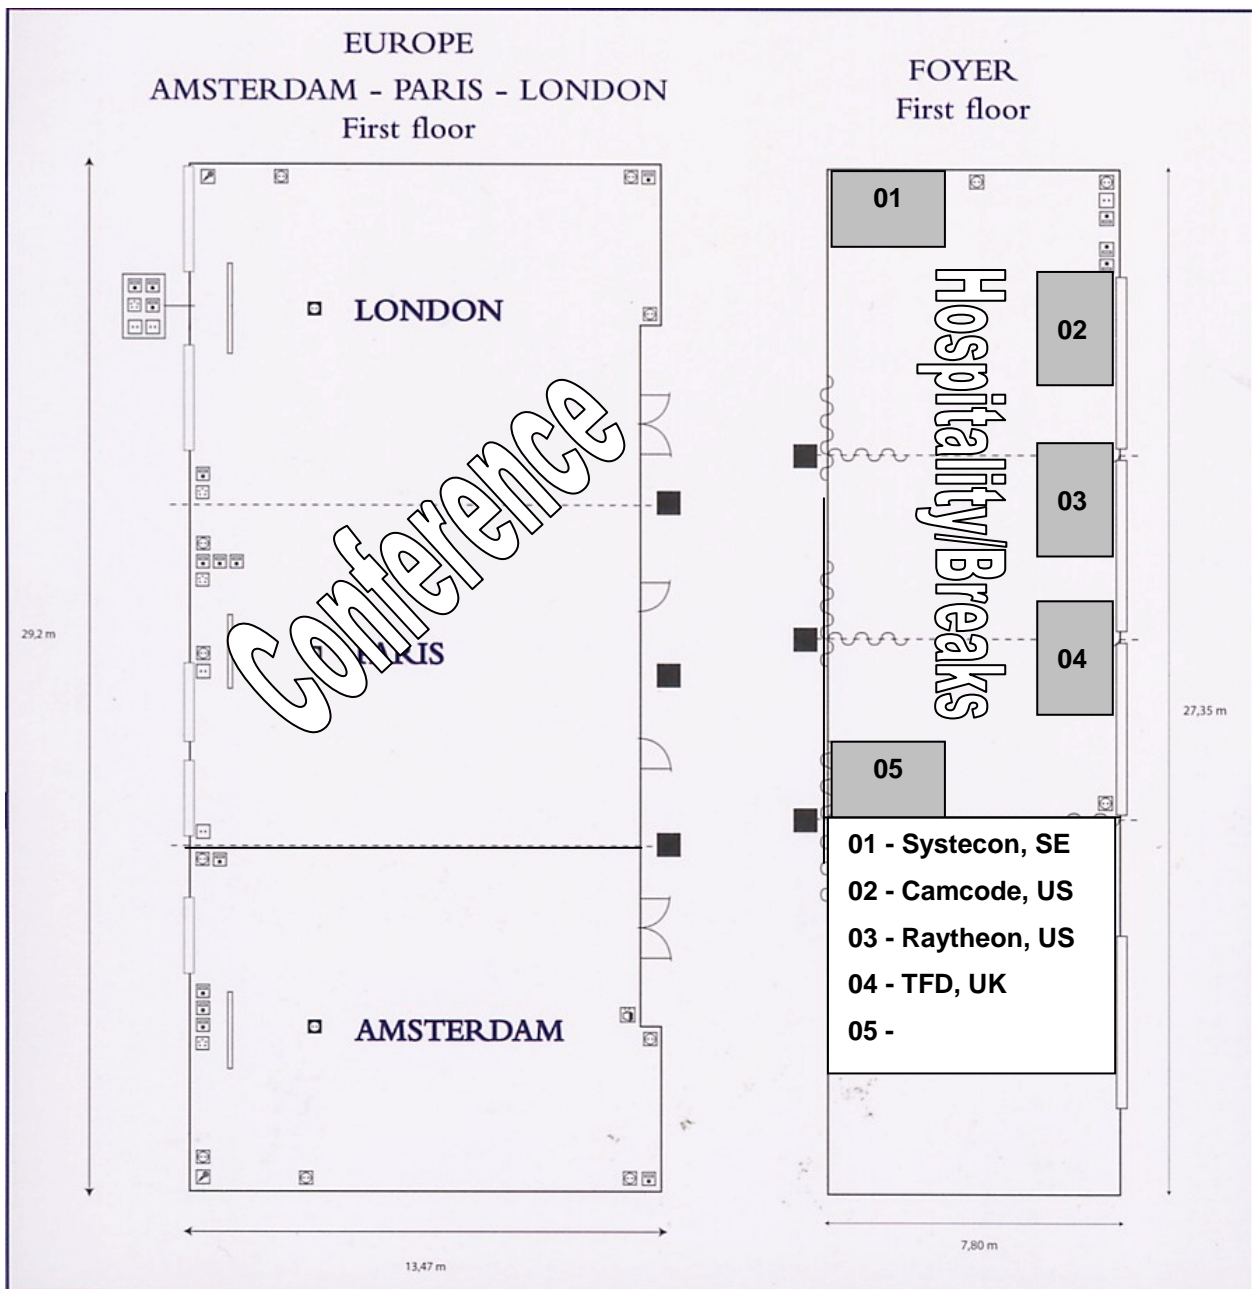 EUROPE
AMSTERDAM - PARIS - LONDON
First floor
FOYER
First floor
01
02
LONDON
Hospitality/Breaks
Conference
03
29,2 m
PARIS
04
27,35 m
05
01 - Systecon, SE
02 - Camcode, US
03 - Raytheon, US
04 - TFD, UK
05 -
AMSTERDAM
13,47 m
7,80 m